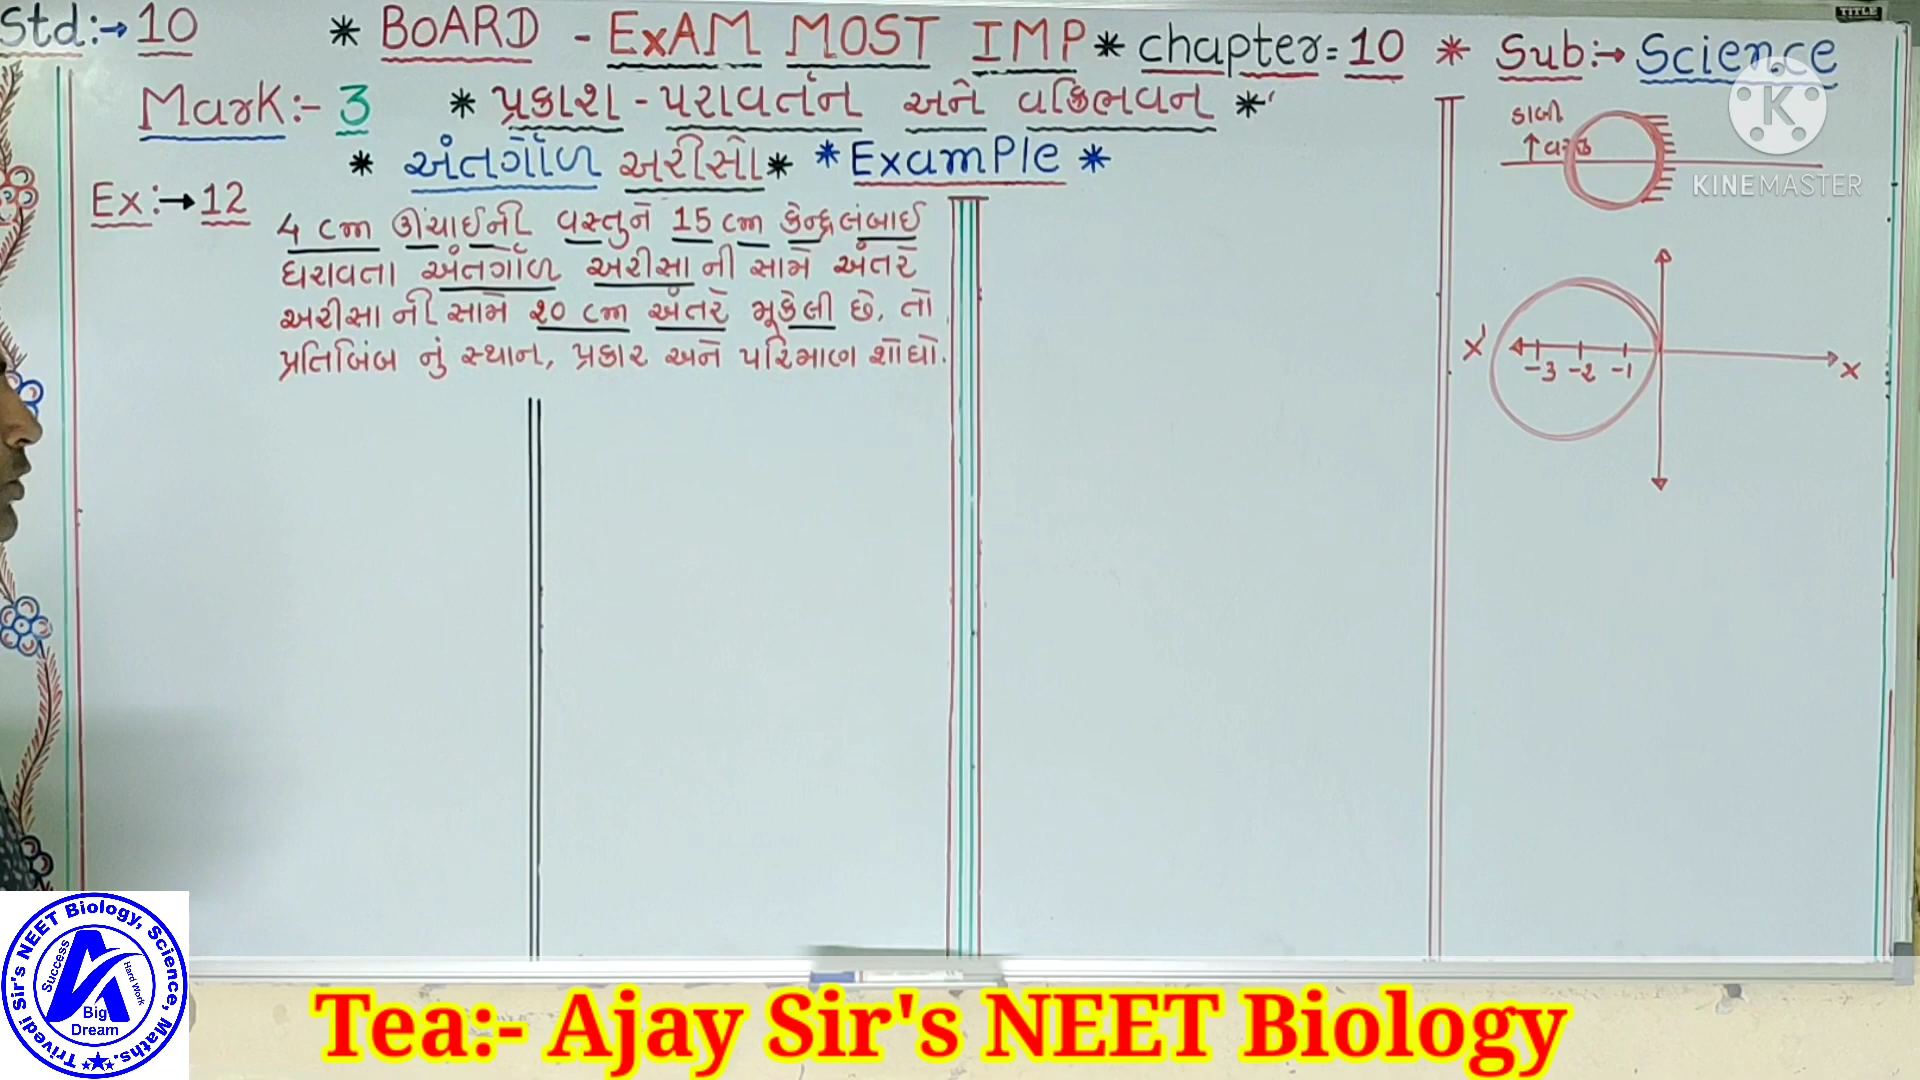 Std:→ 10 * BOARD - EXAM MOST IMP * chapter = 10 * Sub:→ Science
Mark:- 3 * પ્રકાશ - પરાવર્તન અને વક્રિભવન *
* અંતર્ગોળ અરીસો * * Example *
Ex:→ 12
4 cm ઊંચાઈની વસ્તુને 15 cm કેન્દ્રલંબાઈ
ધરાવતા અંતર્ગોળ અરીસા ની સામે અંતરે
અરીસા ની સામે 20 cm અંતરે મૂકેલી છે, તો
પ્રતિબિંબ નું સ્થાન, પ્રકાર અને પરિમાણ શોધો.
ડાબી
↑ વસ્તુ
X' -3 -2 -1 X
TITLE
K
KINEMASTER
Trivedi Sir's NEET Biology, Science, Maths.
Success
Hard Work
Big
Dream
Tea:- Ajay Sir's NEET Biology